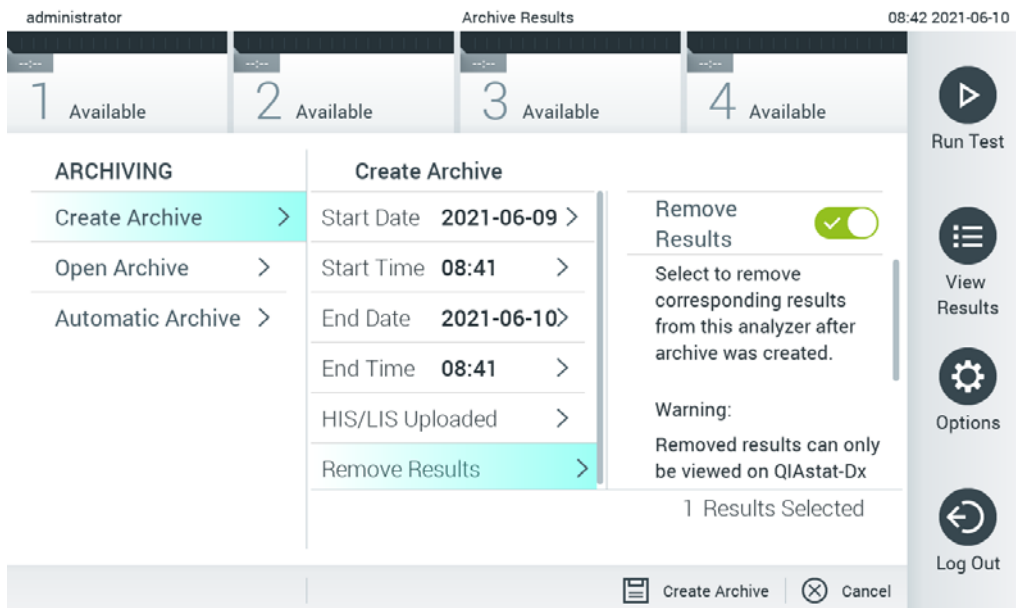 administrator
Archive Results
08:42 2021-06-10
--:--
--:--
--:--
--:--
1 Available
2 Available
3 Available
4 Available
Run Test
View
Results
Options
Log Out
ARCHIVING
Create Archive
Open Archive
Automatic Archive
Create Archive
Start Date 2021-06-09
Start Time 08:41
End Date 2021-06-10
End Time 08:41
HIS/LIS Uploaded
Remove Results
Remove
Results
Select to remove
corresponding results
from this analyzer after
archive was created.
Warning:
Removed results can only
be viewed on QIAstat-Dx
1 Results Selected
Create Archive
Cancel